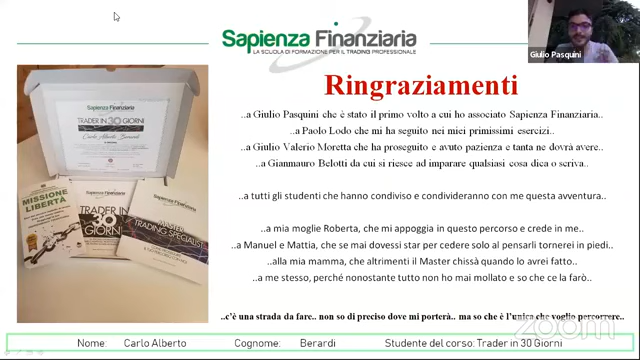 Sapienza Finanziaria
LA SCUOLA DI FORMAZIONE PER IL TRADING PROFESSIONALE
Giulio Pasquini
Ringraziamenti
..a Giulio Pasquini che è stato il primo volto a cui ho associato Sapienza Finanziaria..
..a Paolo Lodo che mi ha seguito nei miei primissimi esercizi..
..a Giulio Valerio Moretta che ha proseguito e avuto pazienza e tanta ne dovrà avere..
..a Gianmauro Belotti da cui si riesce ad imparare qualsiasi cosa dica o scriva..
..a tutti gli studenti che hanno condiviso e condivideranno con me questa avventura..
..a mia moglie Roberta, che mi appoggia in questo percorso e crede in me..
..a Manuel e Mattia, che se mai dovessi star per cedere solo al pensarli tornerei in piedi..
..alla mia mamma, che altrimenti il Master chissà quando lo avrei fatto..
..a me stesso, perché nonostante tutto non ho mai mollato e so che ce la farò..
..c'è una strada da fare.. non so di preciso dove mi porterà.. ma so che è l'unica che voglio percorrere..
Sapienza Finanziaria
TRADER IN 30 GIORNI
Carlo Alberto Berardi
MISSIONE
LIBERTÀ
Sapienza Finanziaria
TRADER IN
30 GIORNI
MASTER
TRADING SPECIALIST
zoom
Nome: Carlo Alberto Cognome: Berardi Studente del corso: Trader in 30 Giorni